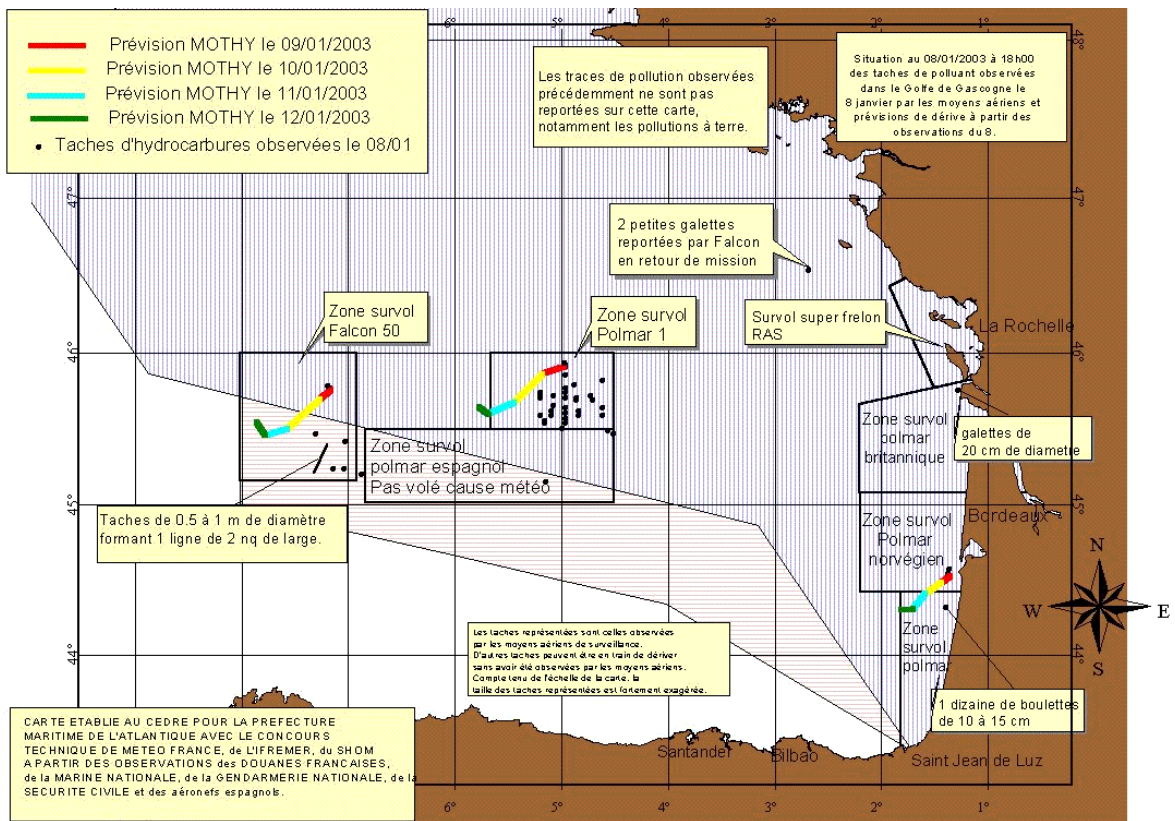 Prévision MOTHY le 09/01/2003
Prévision MOTHY le 10/01/2003
Prévision MOTHY le 11/01/2003
Prévision MOTHY le 12/01/2003
Taches d'hydrocarbures observées le 08/01
6°
5°
4°
3°
2°
1°
48°
Les traces de pollution observées
précédemment ne sont pas
reportées sur cette carte,
notamment les pollutions à terre.
Situation au 08/01/2003 à 18h00
des taches de polluant observées
dans le Golfe de Gascogne le
8 janvier par les moyens aériens et
prévisions de dérive à partir des
observations du 8.
47°
47°
2 petites galettes
reportées par Falcon
en retour de mission
Zone survol
Falcon 50
Zone survol
Polmar 1
Survol super frelon
RAS
La Rochelle
46°
46°
Zone survol
polmar
britannique
galettes de
20 cm de diametre
Zone survol
polmar espagnol
Pas volé cause météo
45°
45°
Taches de 0.5 à 1 m de diamètre
formant 1 ligne de 2 nq de large.
Bordeaux
Zone survol
Polmar
norvégien
N
W
E
S
Zone
survol
polmar
44°
44°
Les taches représentées sont celles observées
par les moyens aériens de surveillance.
D'autres taches peuvent être en train de dériver
sans avoir été observées par les moyens aériens.
Compte tenu de l'échelle de la carte, la
taille des taches représentées est fortement exagérée.
1 dizaine de boulettes
de 10 à 15 cm
CARTE ETABLIE AU CEDRE POUR LA PREFECTURE
MARITIME DE L'ATLANTIQUE AVEC LE CONCOURS
TECHNIQUE DE METEO FRANCE, de L'IFREMER, du SHOM
A PARTIR DES OBSERVATIONS des DOUANES FRANCAISES,
de la MARINE NATIONALE, de la GENDARMERIE NATIONALE, de la
SECURITE CIVILE et des aéronefs espagnols.
Santander
Bilbao
Saint Jean de Luz
6°
5°
4°
3°
2°
1°